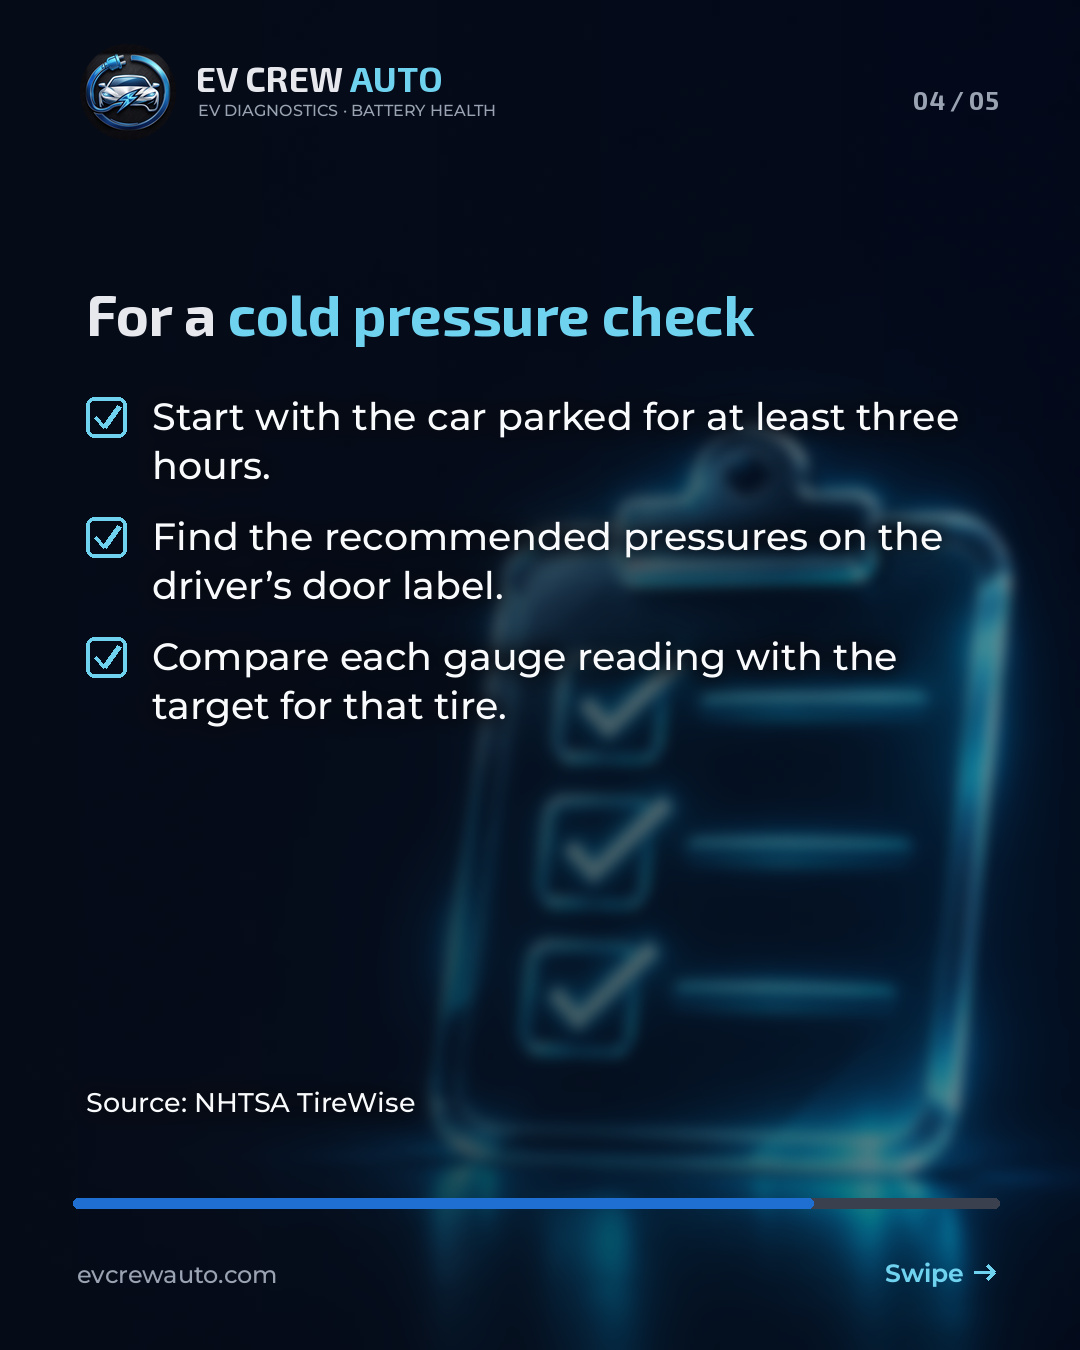 EV CREW AUTO
EV DIAGNOSTICS · BATTERY HEALTH
04 / 05
For a cold pressure check
Start with the car parked for at least three
hours.
Find the recommended pressures on the
driver’s door label.
Compare each gauge reading with the
target for that tire.
Source: NHTSA TireWise
evcrewauto.com
Swipe →